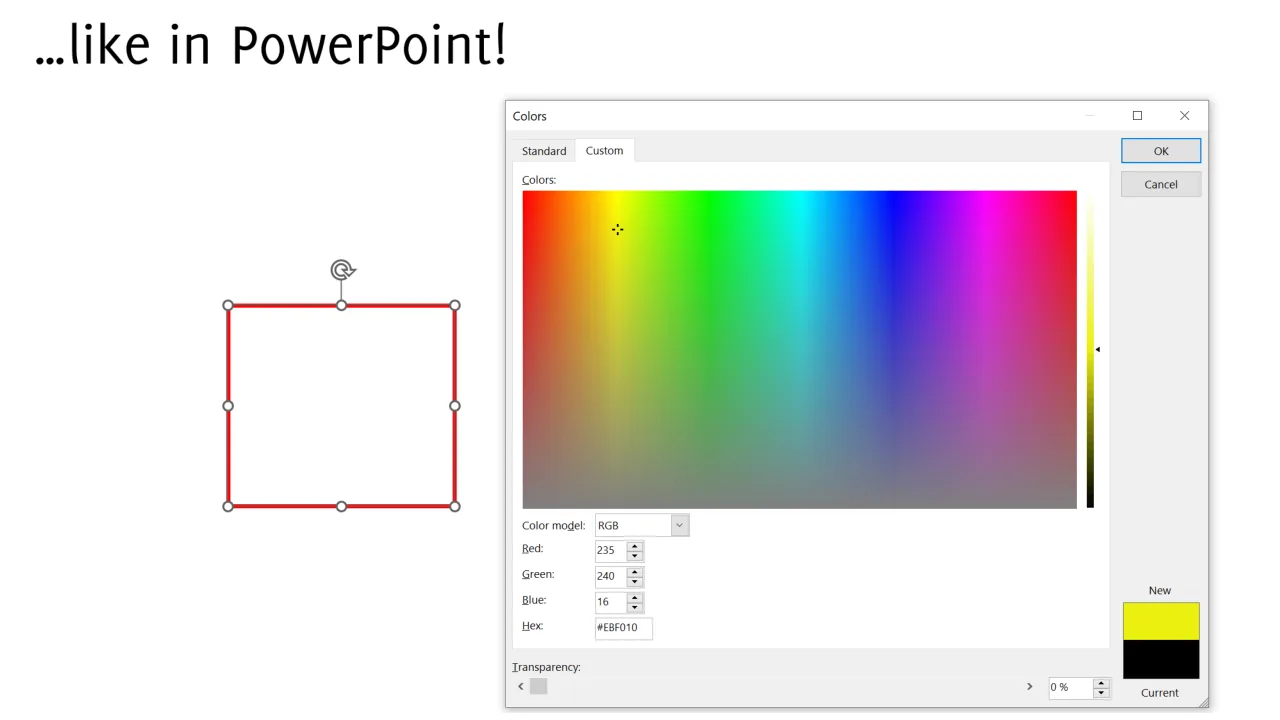 ...like in PowerPoint!
Colors
Standard Custom
OK
Cancel
Colors:
Color model: RGB
Red: 235
Green: 240
Blue: 16
Hex: #EBF010
New
Transparency:
0 %
Current